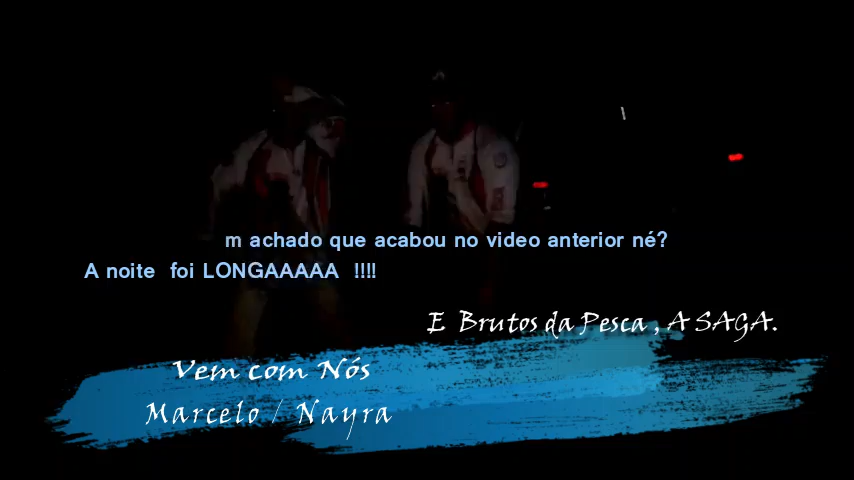 m achado que acabou no video anterior né?
A noite foi LONGAAAAA !!!!
E Brutos da Pesca , A SAGA.
Vem com Nós
Marcelo / Nayra